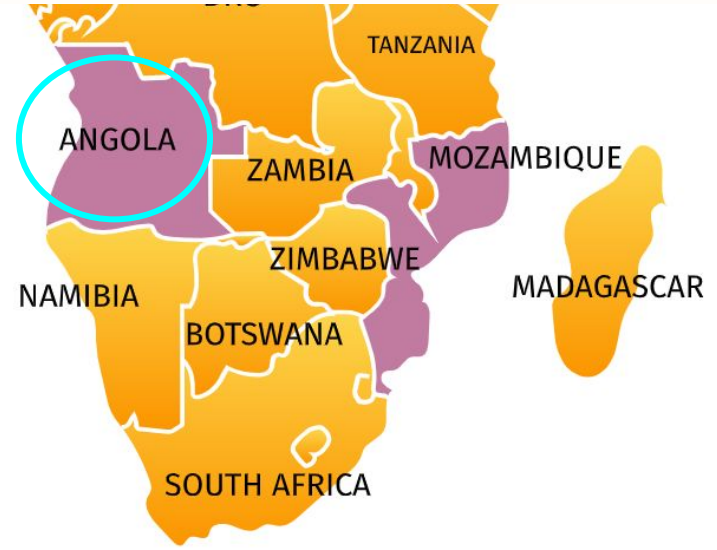 TANZANIA
ANGOLA
ZAMBIA
MOZAMBIQUE
ZIMBABWE
NAMIBIA
MADAGASCAR
BOTSWANA
SOUTH AFRICA